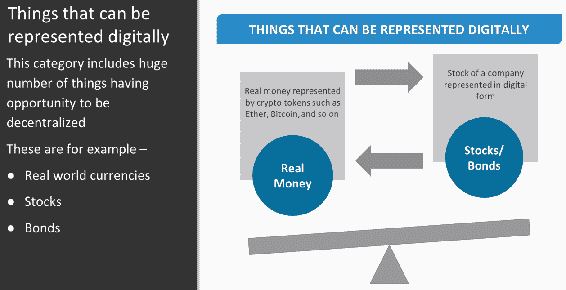 Things that can be
represented digitally
This category includes huge
number of things having
opportunity to be
decentralized
These are for example –
● Real world currencies
● Stocks
● Bonds
THINGS THAT CAN BE REPRESENTED DIGITALLY
Real money represented
by crypto tokens such as
Ether, Bitcoin, and so on
Real
Money
Stock of a company
represented in digital
form
Stocks/
Bonds